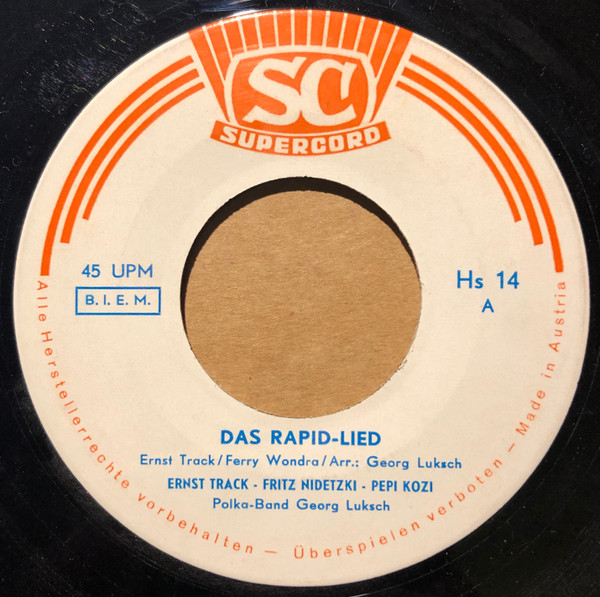 SC
SUPERCORD
45 UPM
B. I. E. M.
Hs 14
A
DAS RAPID-LIED
Ernst Track/Ferry Wondra/Arr.: Georg Luksch
ERNST TRACK - FRITZ NIDETZKI - PEPI KOZI
Polka-Band Georg Luksch
Alle Herstellerrechte vorbehalten — Überspielen verboten — Made in Austria